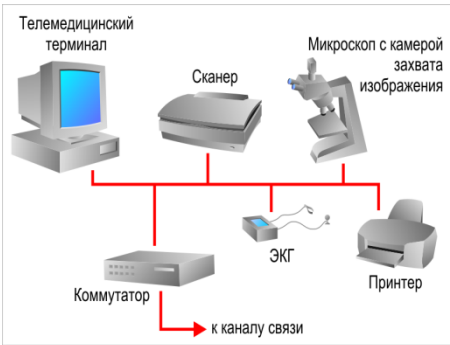 Телемедицинский
терминал
Сканер
Микроскоп с камерой
захвата
изображения
ЭКГ
Принтер
Коммутатор
к каналу связи